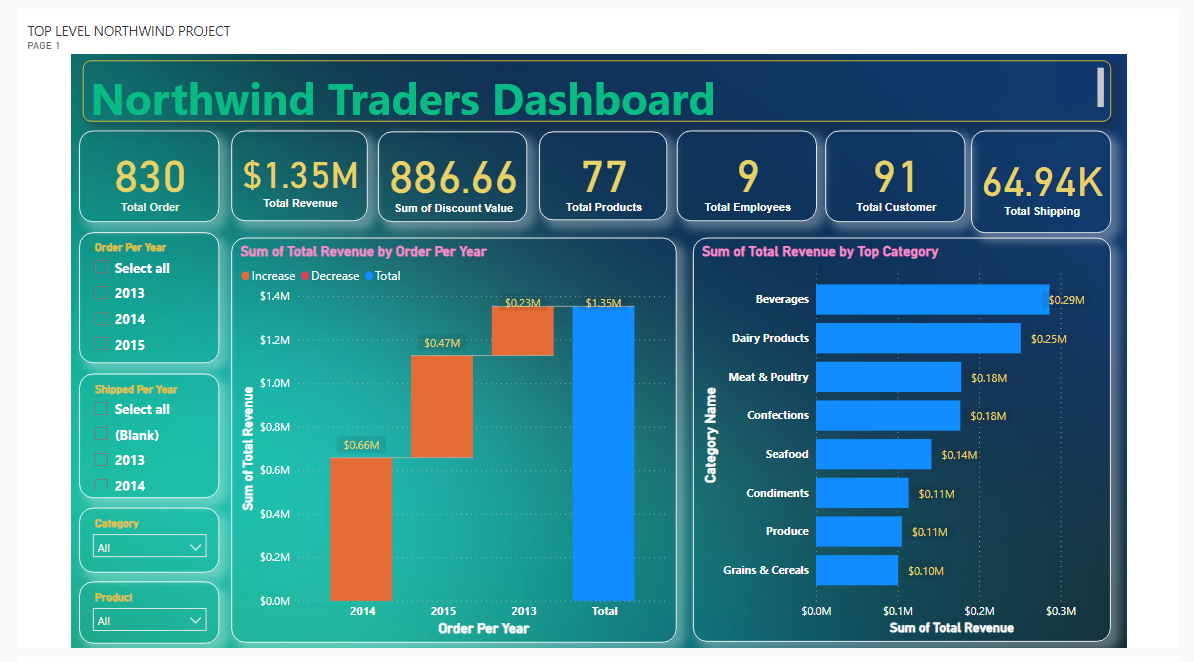 TOP LEVEL NORTHWIND PROJECT
PAGE 1
Northwind Traders Dashboard
830
Total Order
$1.35M
Total Revenue
886.66
Sum of Discount Value
77
Total Products
9
Total Employees
91
Total Customer
64.94K
Total Shipping
Order Per Year
Select all
2013
2014
2015
Shipped Per Year
Select all
(Blank)
2013
2014
Category
All
Product
All
Sum of Total Revenue by Order Per Year
Increase Decrease Total
$1.4M
$1.2M
$1.0M
$0.8M
$0.6M
$0.4M
$0.2M
$0.0M
Sum of Total Revenue
$0.66M
$0.47M
$0.23M
$1.35M
2014 2015 2013 Total
Order Per Year
Sum of Total Revenue by Top Category
Category Name
Beverages $0.29M
Dairy Products $0.25M
Meat & Poultry $0.18M
Confections $0.18M
Seafood $0.14M
Condiments $0.11M
Produce $0.11M
Grains & Cereals $0.10M
$0.0M $0.1M $0.2M $0.3M
Sum of Total Revenue